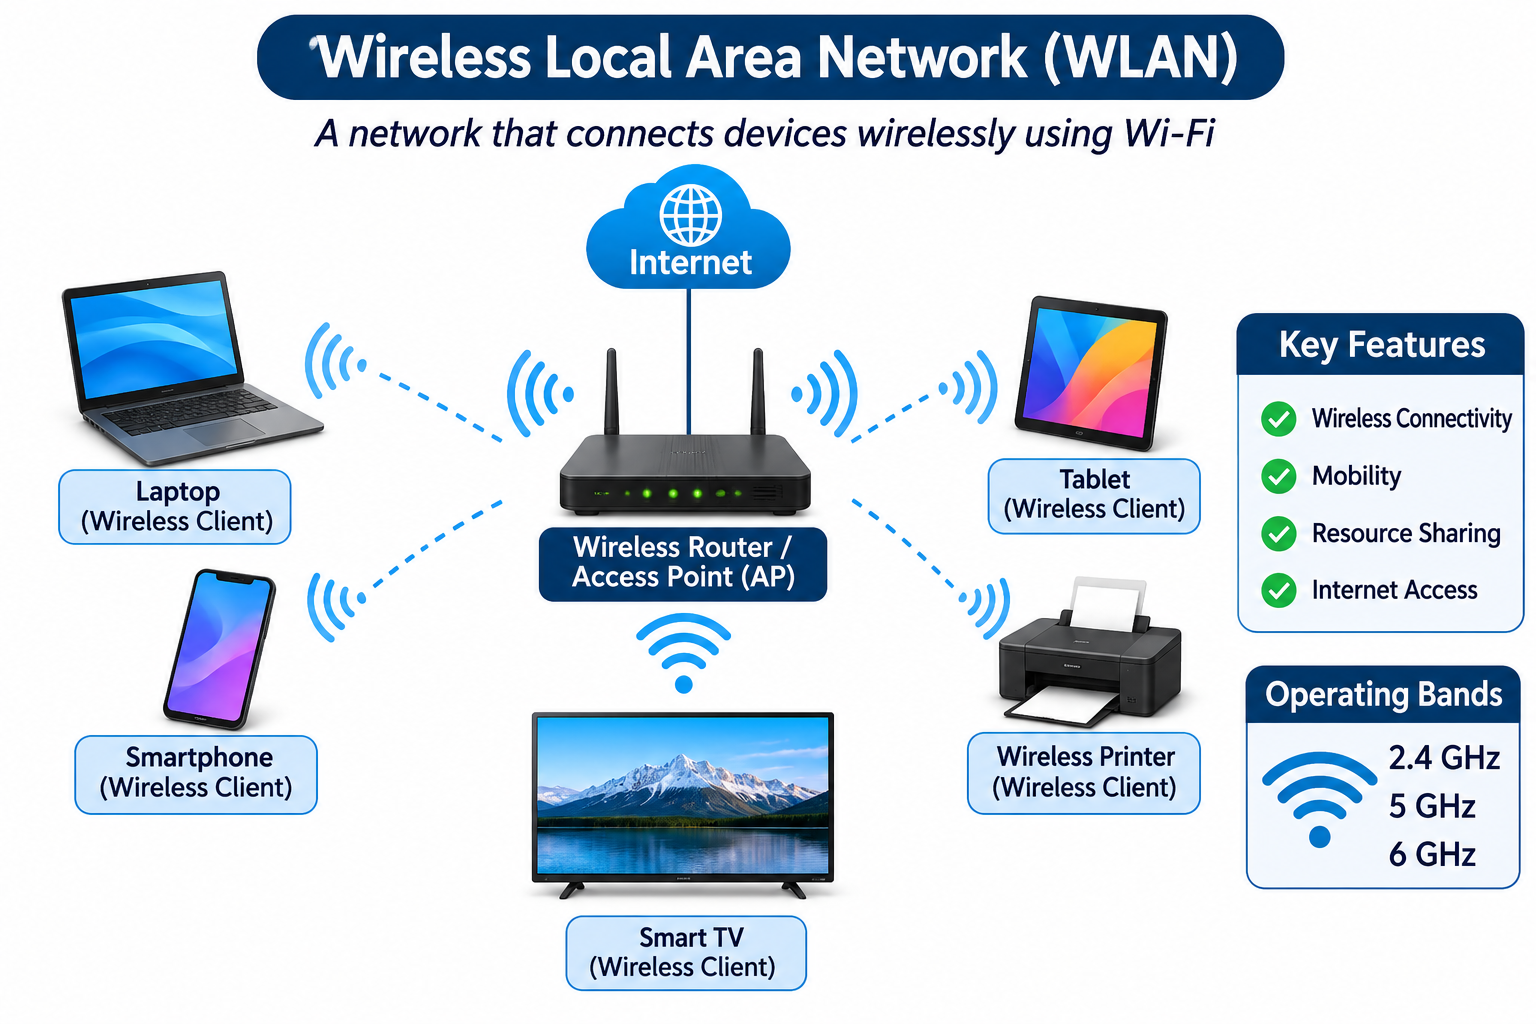 Wireless Local Area Network (WLAN)
A network that connects devices wirelessly using Wi-Fi
Internet
Laptop
(Wireless Client)
Wireless Router /
Access Point (AP)
Tablet
(Wireless Client)
Smartphone
(Wireless Client)
Wireless Printer
(Wireless Client)
Smart TV
(Wireless Client)
Key Features
Wireless Connectivity
Mobility
Resource Sharing
Internet Access
Operating Bands
2.4 GHz
5 GHz
6 GHz